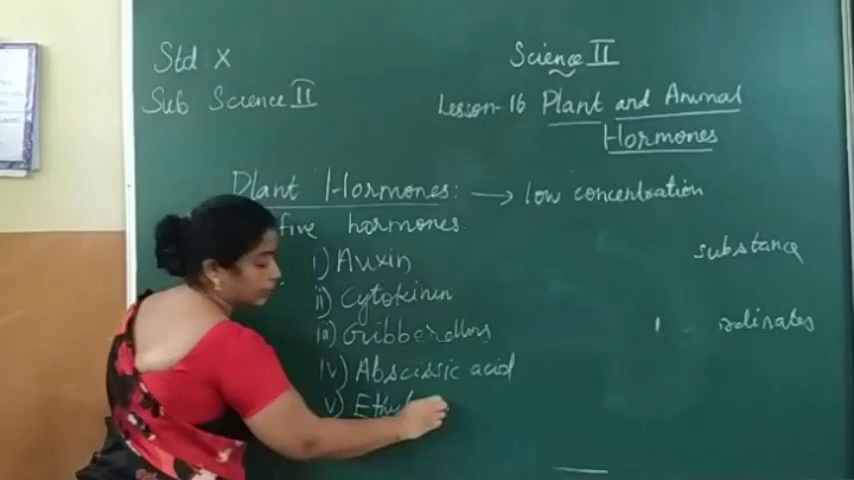 Std X
Sub Science II
Science II
Lesson-16 Plant and Animal
Hormones
Plant Hormones: → low concentration
five hormones.
substance
i) Auxin
ii) Cytokinin
iii) Gibberellins
iv) Abscissic acid
v) Ethyl